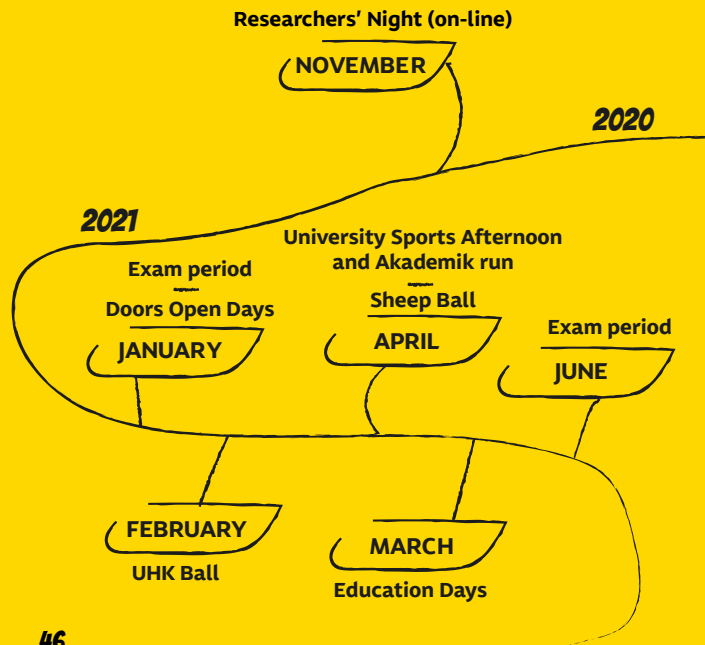 Researchers' Night (on-line)
NOVEMBER
2020
2021
Exam period
Doors Open Days
JANUARY
University Sports Afternoon
and Akademik run
Sheep Ball
APRIL
Exam period
JUNE
FEBRUARY
UHK Ball
MARCH
Education Days
46